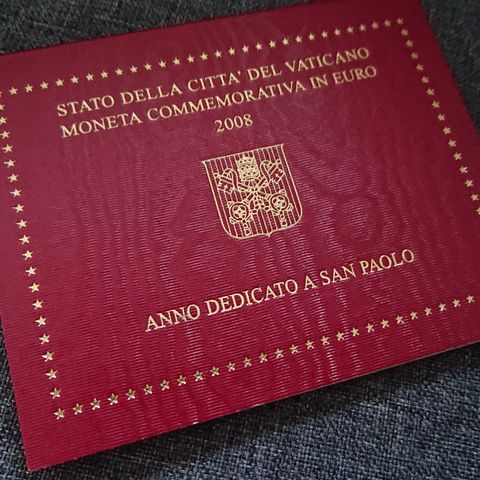 STATO DELLA CITTA' DEL VATICANO
MONETA COMMEMORATIVA IN EURO
2008
ANNO DEDICATO A SAN PAOLO